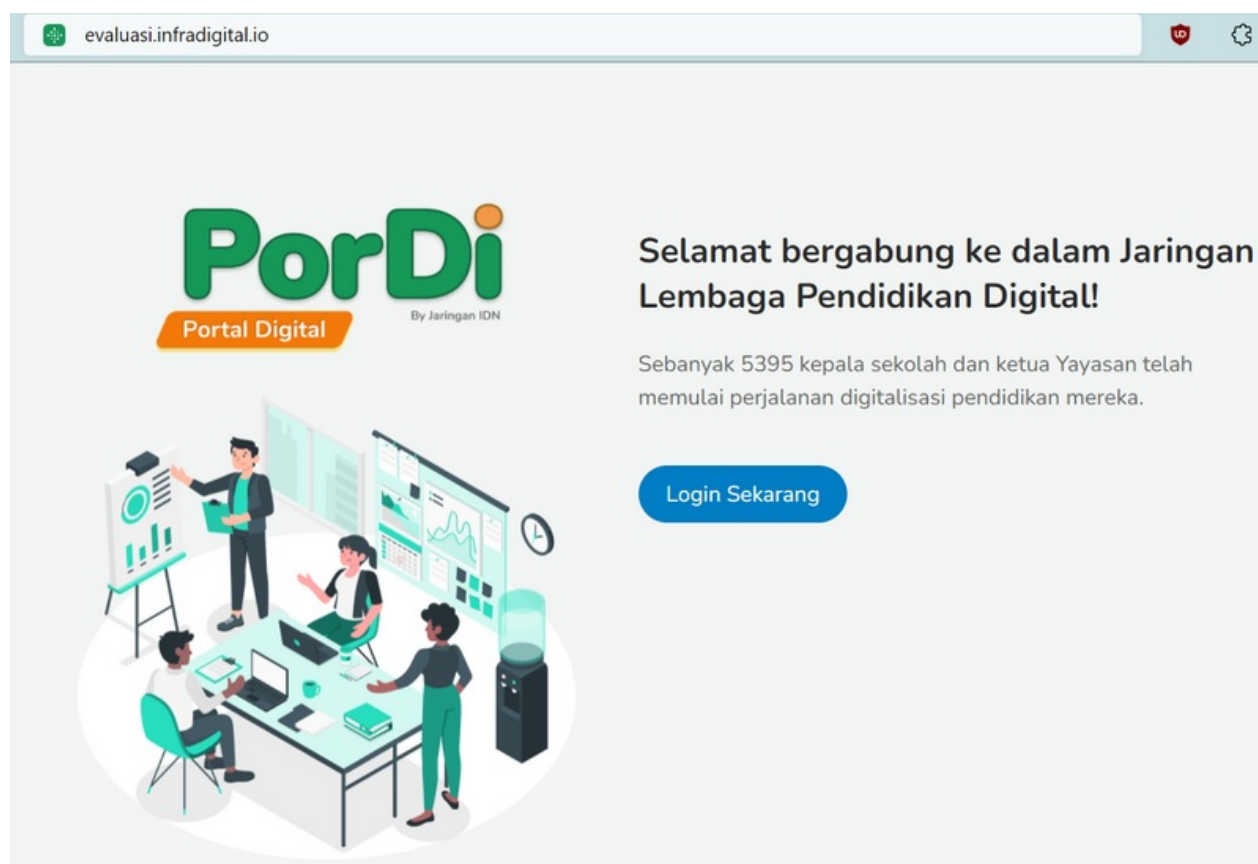 evaluasi.infradigital.io
PorDi
By Jaringan IDN
Portal Digital
Selamat bergabung ke dalam Jaringan
Lembaga Pendidikan Digital!
Sebanyak 5395 kepala sekolah dan ketua Yayasan telah
memulai perjalanan digitalisasi pendidikan mereka.
Login Sekarang